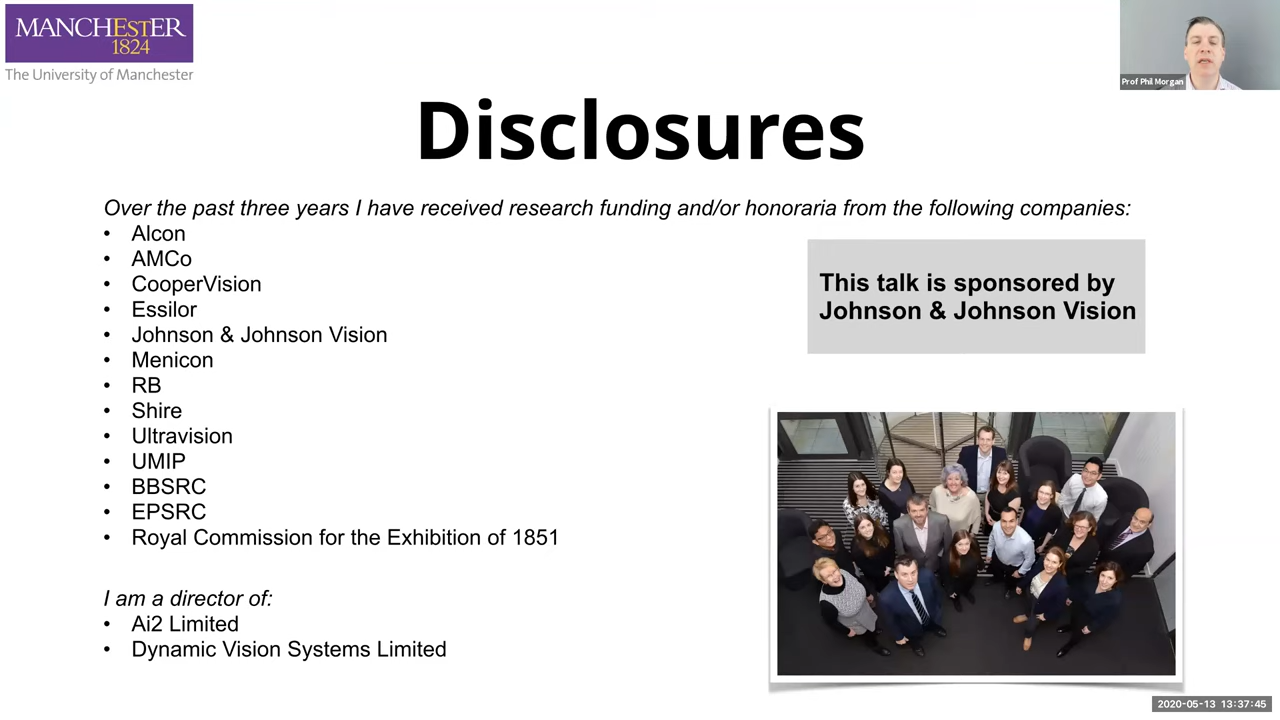 MANCHESTER
1824
The University of Manchester
Prof Phil Morgan
Disclosures
Over the past three years I have received research funding and/or honoraria from the following companies:
• Alcon
• AMCo
• CooperVision
• Essilor
• Johnson & Johnson Vision
• Menicon
• RB
• Shire
• Ultravision
• UMIP
• BBSRC
• EPSRC
• Royal Commission for the Exhibition of 1851
This talk is sponsored by
Johnson & Johnson Vision
I am a director of:
• Ai2 Limited
• Dynamic Vision Systems Limited
2020-05-13 13:37:45